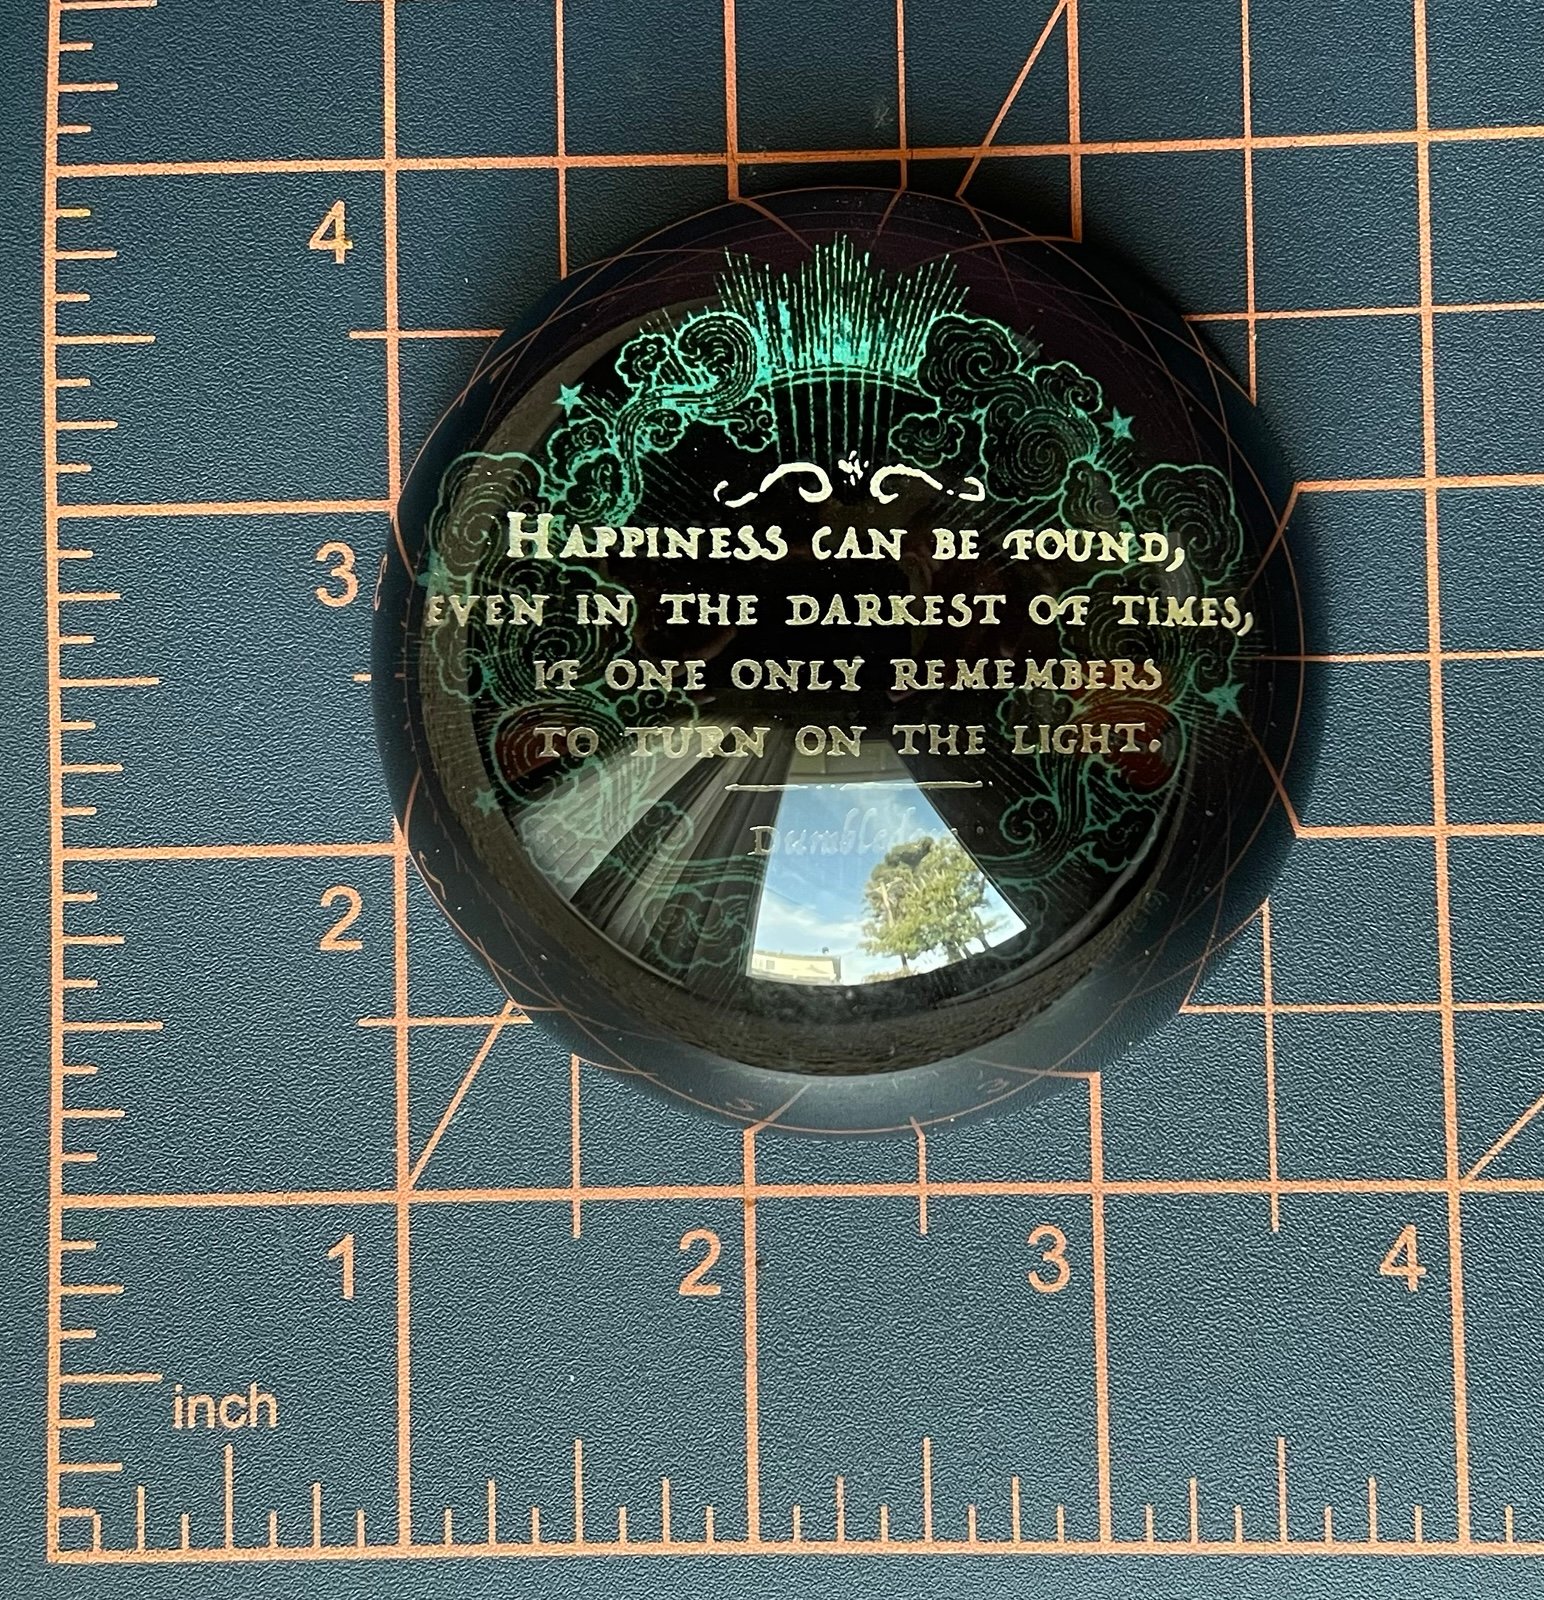 4
HAPPINESS CAN BE FOUND,
3
EVEN IN THE DARKEST OF TIMES,
IF ONE ONLY REMEMBERS
TO TURN ON THE LIGHT.
Dumbledore
2
1 2 3 4
inch